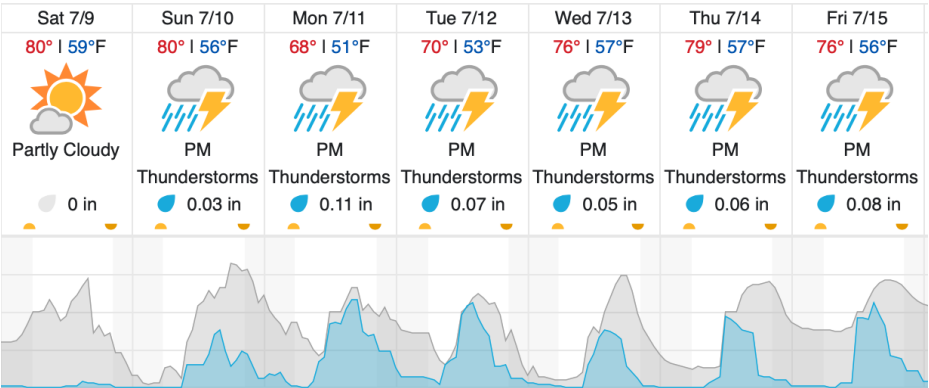 Sat 7/9
80° | 59°F
Partly Cloudy
0 in
Sun 7/10
80° | 56°F
PM
Thunderstorms
0.03 in
Mon 7/11
68° | 51°F
PM
Thunderstorms
0.11 in
Tue 7/12
70° | 53°F
PM
Thunderstorms
0.07 in
Wed 7/13
76° | 57°F
PM
Thunderstorms
0.05 in
Thu 7/14
79° | 57°F
PM
Thunderstorms
0.06 in
Fri 7/15
76° | 56°F
PM
Thunderstorms
0.08 in